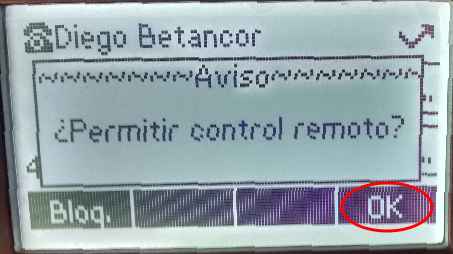 Diego Betancor
Aviso
¿Permitir control remoto?
Bloq. OK